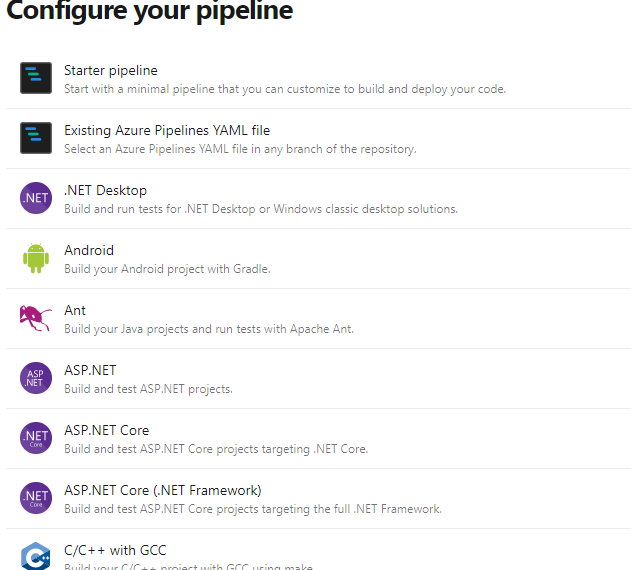 Configure your pipeline
Starter pipeline
Start with a minimal pipeline that you can customize to build and deploy your code.
Existing Azure Pipelines YAML file
Select an Azure Pipelines YAML file in any branch of the repository.
.NET
.NET Desktop
Build and run tests for .NET Desktop or Windows classic desktop solutions.
Android
Build your Android project with Gradle.
Ant
Build your Java projects and run tests with Apache Ant.
ASP
.NET
ASP.NET
Build and test ASP.NET projects.
.NET
Core
ASP.NET Core
Build and test ASP.NET Core projects targeting .NET Core.
.NET
Core
ASP.NET Core (.NET Framework)
Build and test ASP.NET Core projects targeting the full .NET Framework.
C++
C/C++ with GCC
Build your C/C++ project with GCC using make.